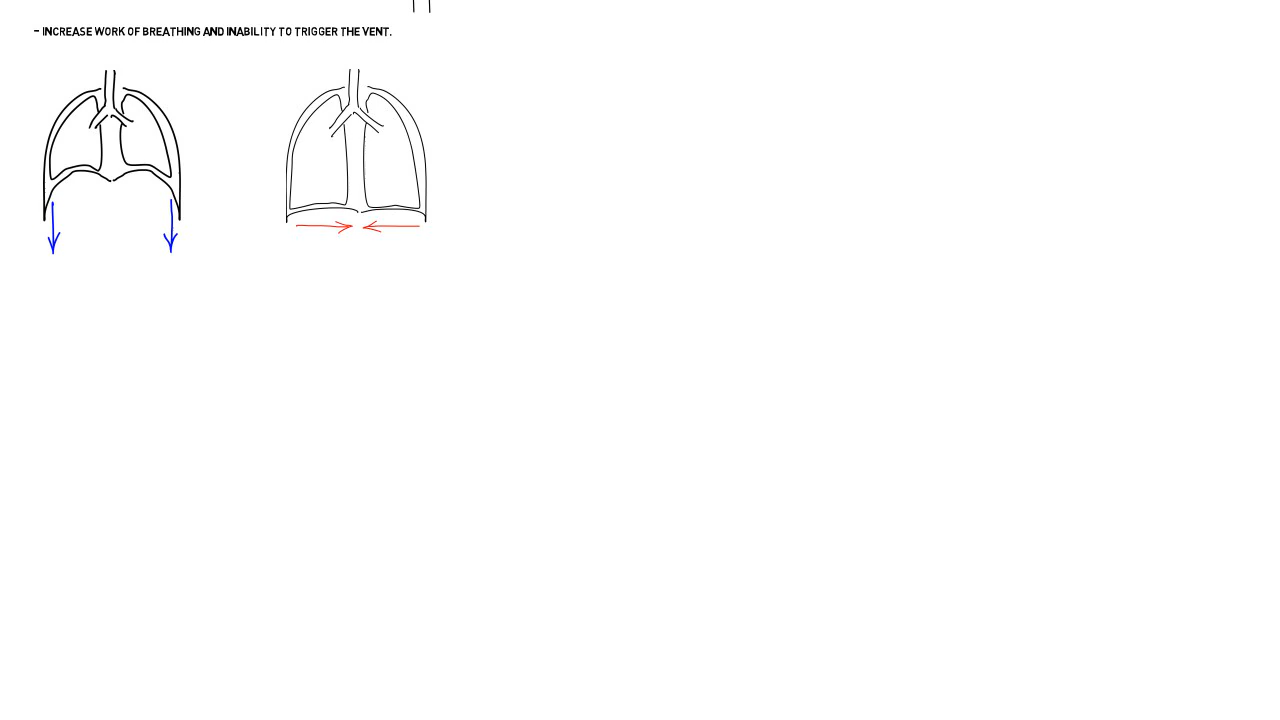 - INCREASE WORK OF BREATHING AND INABILITY TO TRIGGER THE VENT.